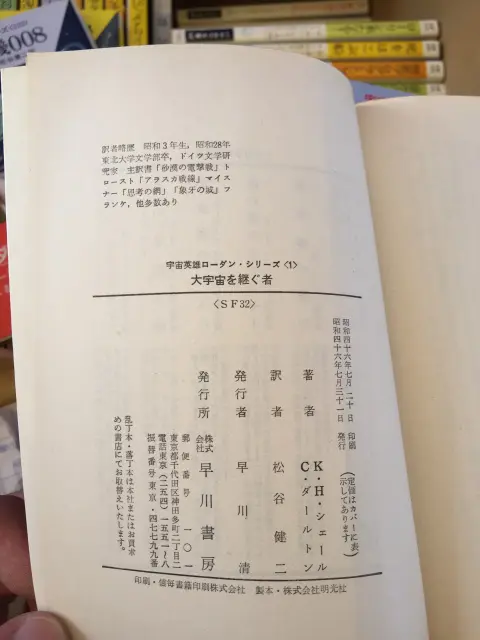 訳者略歴 昭和3年生,昭和28年
東北大学文学部卒,ドイツ文学研
究家 主訳書「砂漠の電撃戦」ト
ロースト「アラスカ戦線」マイス
ナー「思考の網」「象牙の城」フ
ランケ,他多数あり
宇宙英雄ローダン・シリーズ〈1〉
大宇宙を継ぐ者
〈SF32〉
昭和四十六年七月二十日 印刷
昭和四十六年七月三十一日 発行
(定価はカバーに表
示してあります)
著者 K・H・シェール
C・ダールトン
訳者 松谷健二
発行者 早川清
発行所 株式会社 早川書房
郵便番号 一〇一
東京都千代田区神田多町二丁目二
電話東京(二五四)一五五一~八
振替番号東京・四七七九九番
乱丁本・落丁本は本社またはお買求
めの書店にてお取替えいたします。
印刷・信毎書籍印刷株式会社 製本・株式会社明光社
008